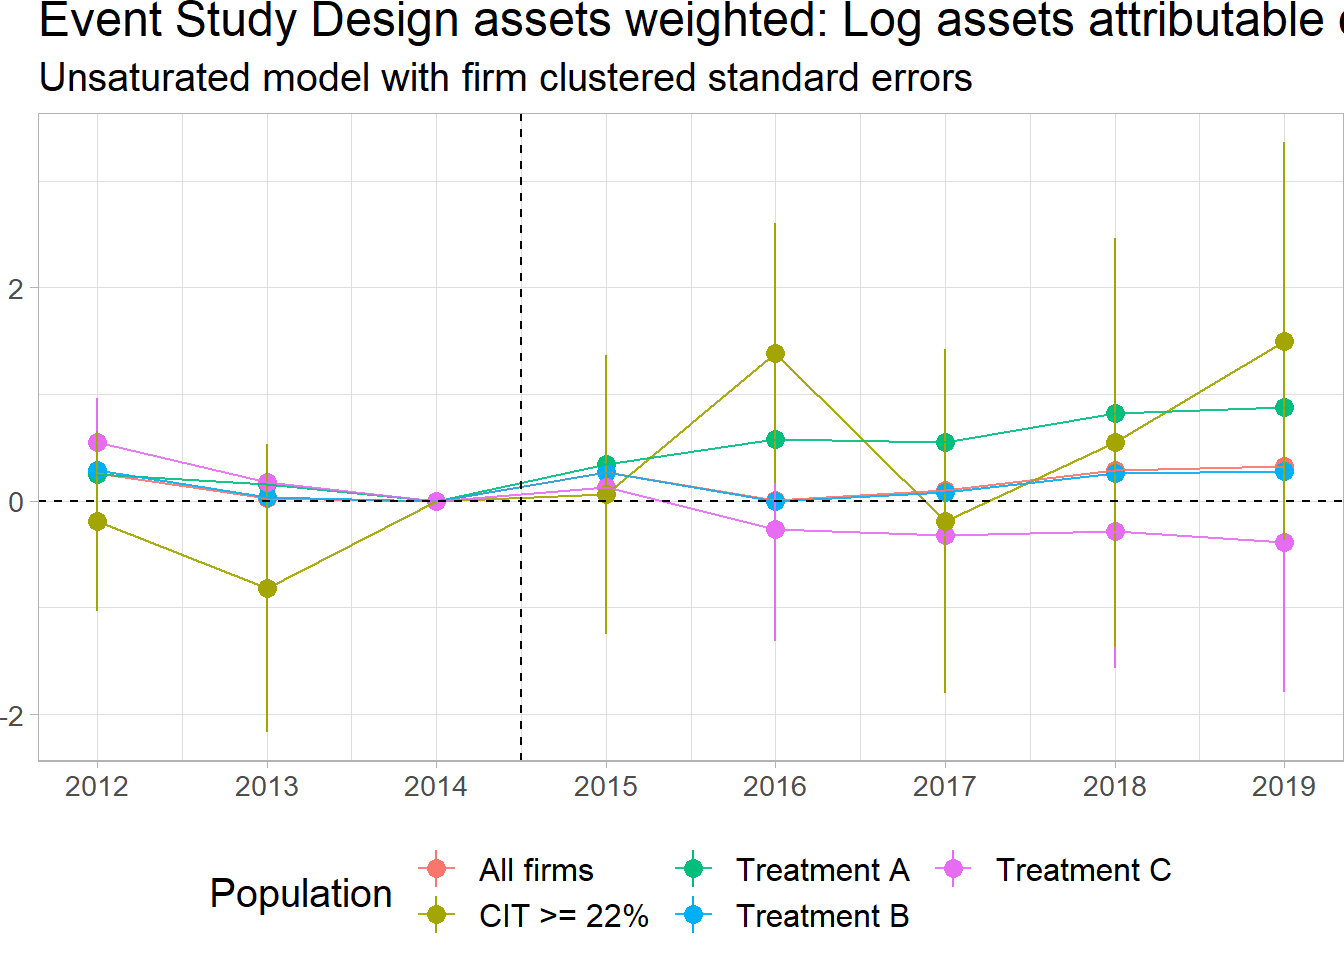 Event Study Design assets weighted: Log assets attributable
Unsaturated model with firm clustered standard errors
2
0
-2
2012 2013 2014 2015 2016 2017 2018 2019
Population
All firms Treatment A Treatment C
CIT >= 22% Treatment B